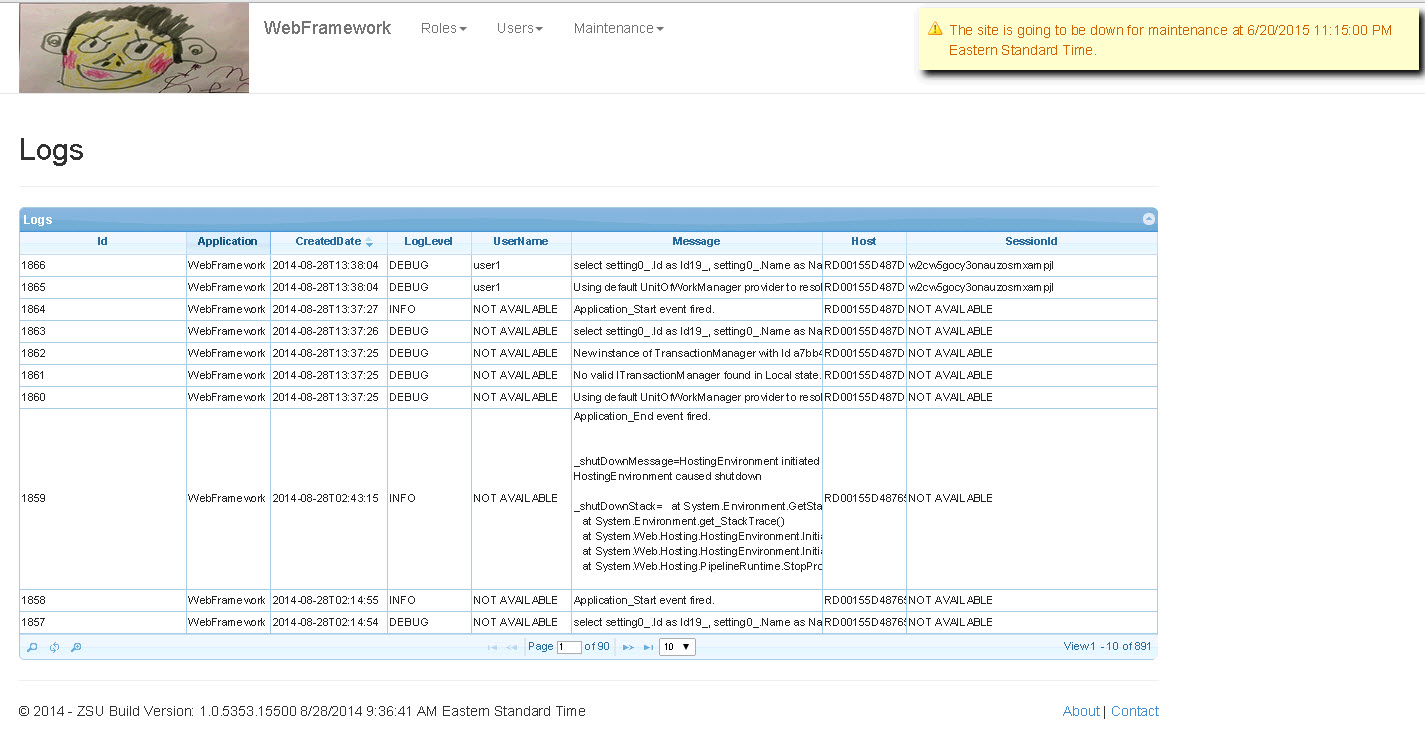 WebFramework Roles Users Maintenance
The site is going to be down for maintenance at 6/20/2015 11:15:00 PM
Eastern Standard Time.
Logs
Logs
Id Application CreatedDate LogLevel UserName Message Host SessionId
1866 WebFramework 2014-08-28T13:38:04 DEBUG user1 select setting0_.Id as Id19_, setting0_.Name as Na RD00155D487D w2cw5gocy3onauzosmxampjl
1865 WebFramework 2014-08-28T13:38:04 DEBUG user1 Using default UnitOfWorkManager provider to resol RD00155D487D w2cw5gocy3onauzosmxampjl
1864 WebFramework 2014-08-28T13:37:27 INFO NOT AVAILABLE Application_Start event fired. RD00155D487D NOT AVAILABLE
1863 WebFramework 2014-08-28T13:37:26 DEBUG NOT AVAILABLE select setting0_.Id as Id19_, setting0_.Name as Na RD00155D487D NOT AVAILABLE
1862 WebFramework 2014-08-28T13:37:25 DEBUG NOT AVAILABLE New instance of TransactionManager with Id a7bb4 RD00155D487D NOT AVAILABLE
1861 WebFramework 2014-08-28T13:37:25 DEBUG NOT AVAILABLE No valid ITransactionManager found in Local state. RD00155D487D NOT AVAILABLE
1860 WebFramework 2014-08-28T13:37:25 DEBUG NOT AVAILABLE Using default UnitOfWorkManager provider to resol RD00155D487D NOT AVAILABLE
Application_End event fired.
_shutDownMessage=HostingEnvironment initiated
HostingEnvironment caused shutdown
1859 WebFramework 2014-08-28T02:43:15 INFO NOT AVAILABLE RD00155D4876 NOT AVAILABLE
_shutDownStack= at System.Environment.GetSta
at System.Environment.get_StackTrace()
at System.Web.Hosting.HostingEnvironment.Initi
at System.Web.Hosting.HostingEnvironment.Initi
at System.Web.Hosting.PipelineRuntime.StopPro
1858 WebFramework 2014-08-28T02:14:55 INFO NOT AVAILABLE Application_Start event fired. RD00155D4876 NOT AVAILABLE
1857 WebFramework 2014-08-28T02:14:54 DEBUG NOT AVAILABLE select setting0_.Id as Id19_, setting0_.Name as Na RD00155D4876 NOT AVAILABLE
Page 1 of 90 10 View 1 - 10 of 891
© 2014 - ZSU Build Version: 1.0.5353.15500 8/28/2014 9:36:41 AM Eastern Standard Time About | Contact